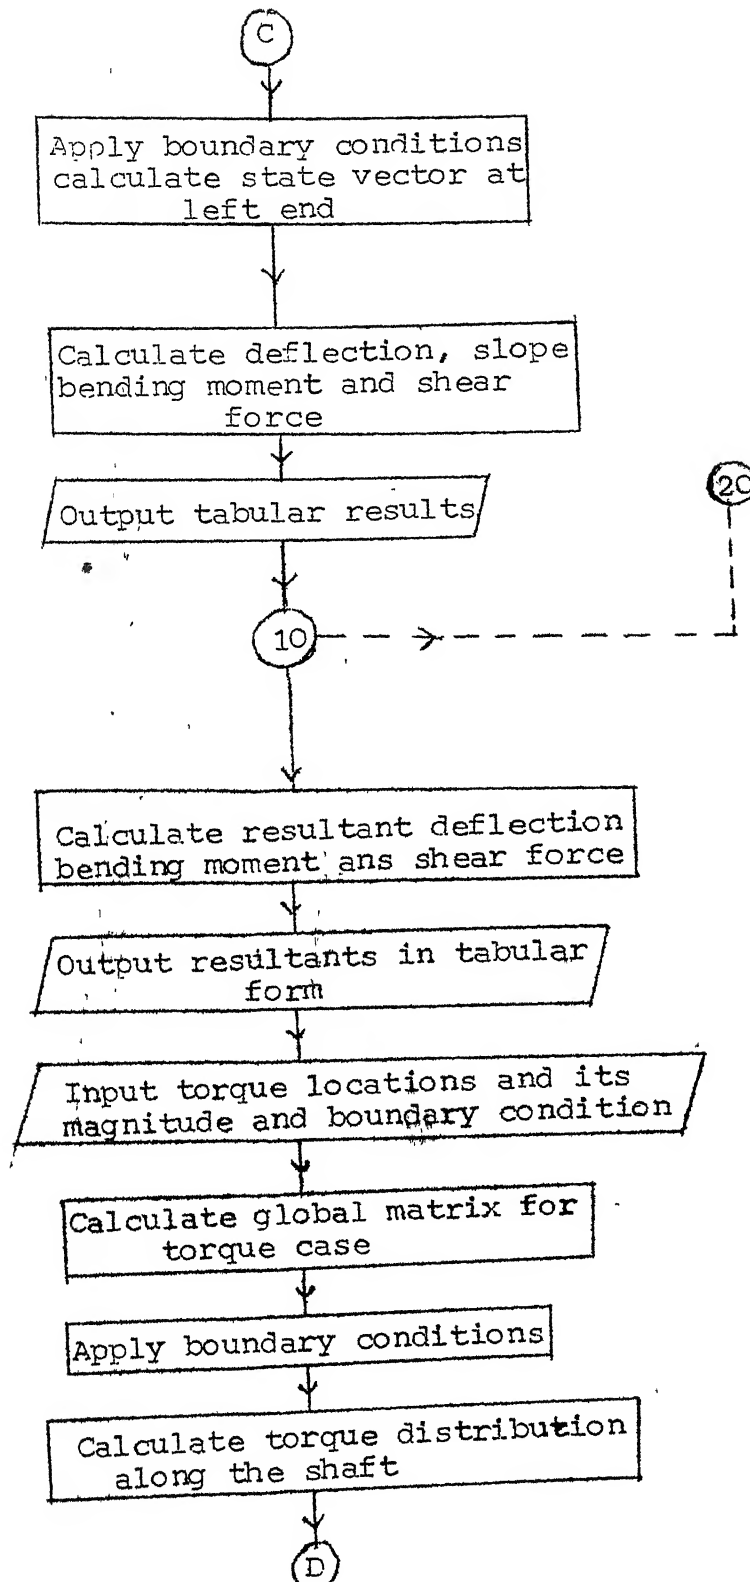 C
Apply boundary conditions
calculate state vector at
left end
Calculate deflection, slope
bending moment and shear
force
Output tabular results
20
10
Calculate resultant deflection
bending moment ans shear force
Output resultants in tabular
form
Input torque locations and its
magnitude and boundary condition
Calculate global matrix for
torque case
Apply boundary conditions
Calculate torque distribution
along the shaft
D